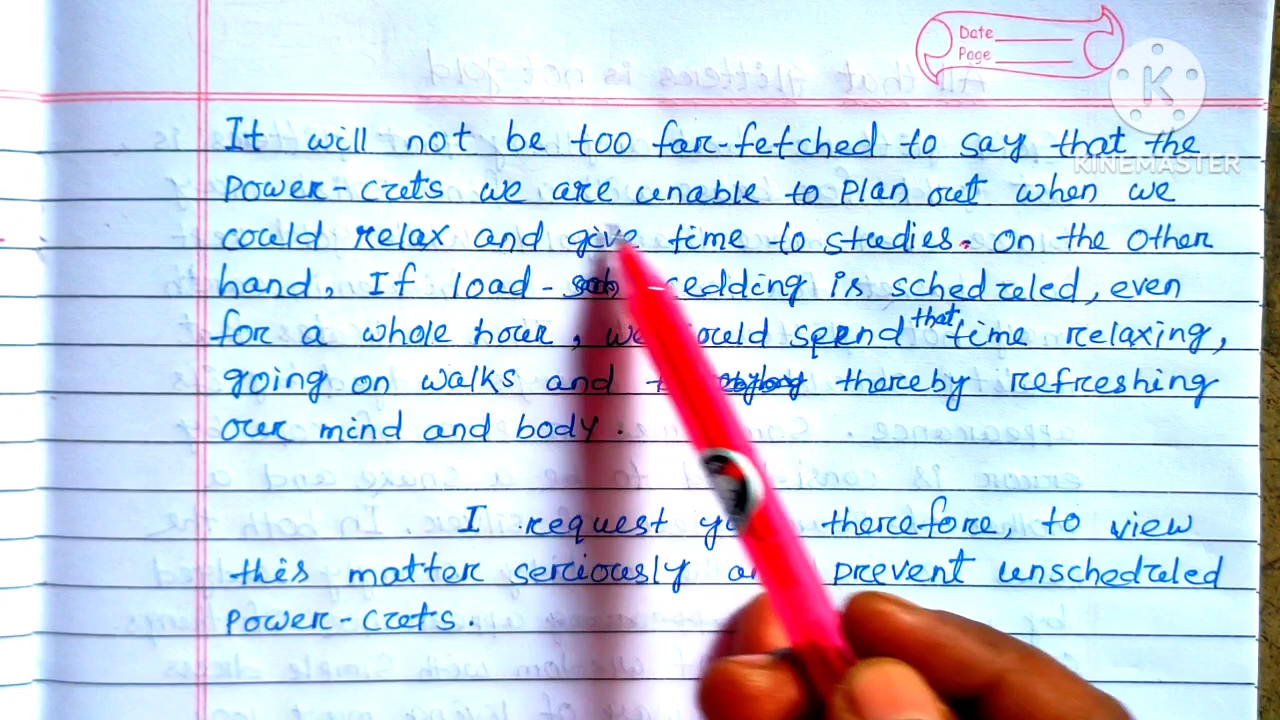 Date
Page
K
KINEMASTER
It will not be too far-fetched to say that the
power-cuts we are unable to plan out when we
could relax and give time to studies. On the other
hand, If load- -edding is scheduled, even
for a whole hour, we could spend that time relaxing,
going on walks and thereby refreshing
our mind and body.
I request you therefore, to view
this matter seriously and prevent unscheduled
power-cuts.